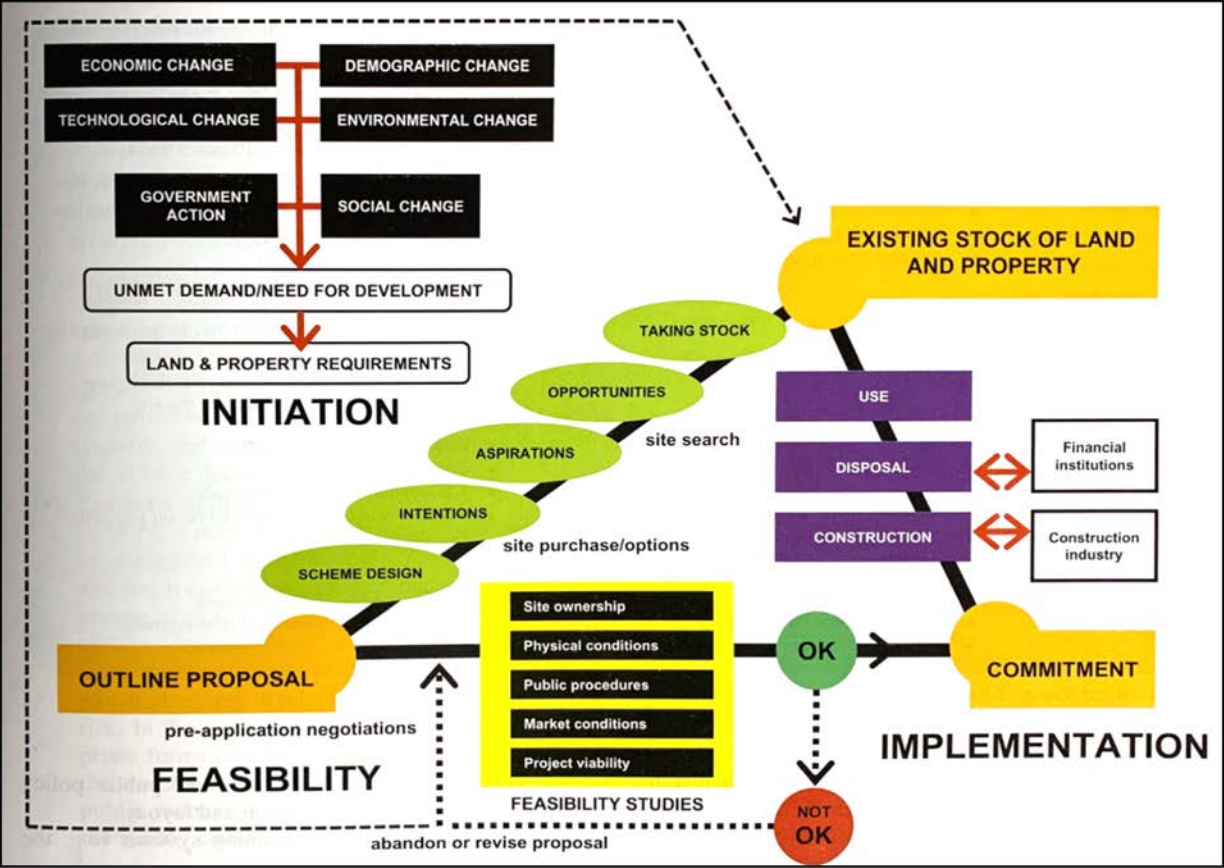 ECONOMIC CHANGE
DEMOGRAPHIC CHANGE
TECHNOLOGICAL CHANGE
ENVIRONMENTAL CHANGE
GOVERNMENT
ACTION
SOCIAL CHANGE
UNMET DEMAND/NEED FOR DEVELOPMENT
LAND & PROPERTY REQUIREMENTS
INITIATION
EXISTING STOCK OF LAND
AND PROPERTY
TAKING STOCK
OPPORTUNITIES
site search
ASPIRATIONS
INTENTIONS
site purchase/options
SCHEME DESIGN
USE
DISPOSAL
Financial
institutions
CONSTRUCTION
Construction
industry
OUTLINE PROPOSAL
pre-application negotiations
FEASIBILITY
Site ownership
Physical conditions
Public procedures
Market conditions
Project viability
FEASIBILITY STUDIES
OK
COMMITMENT
IMPLEMENTATION
NOT
OK
abandon or revise proposal